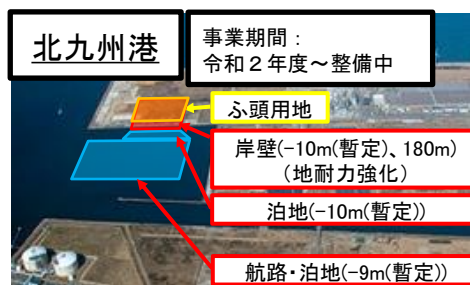 北九州港
事業期間：
令和２年度～整備中
ふ頭用地
岸壁(-10m(暫定)、180m)
(地耐力強化)
泊地(-10m(暫定))
航路・泊地(-9m(暫定))